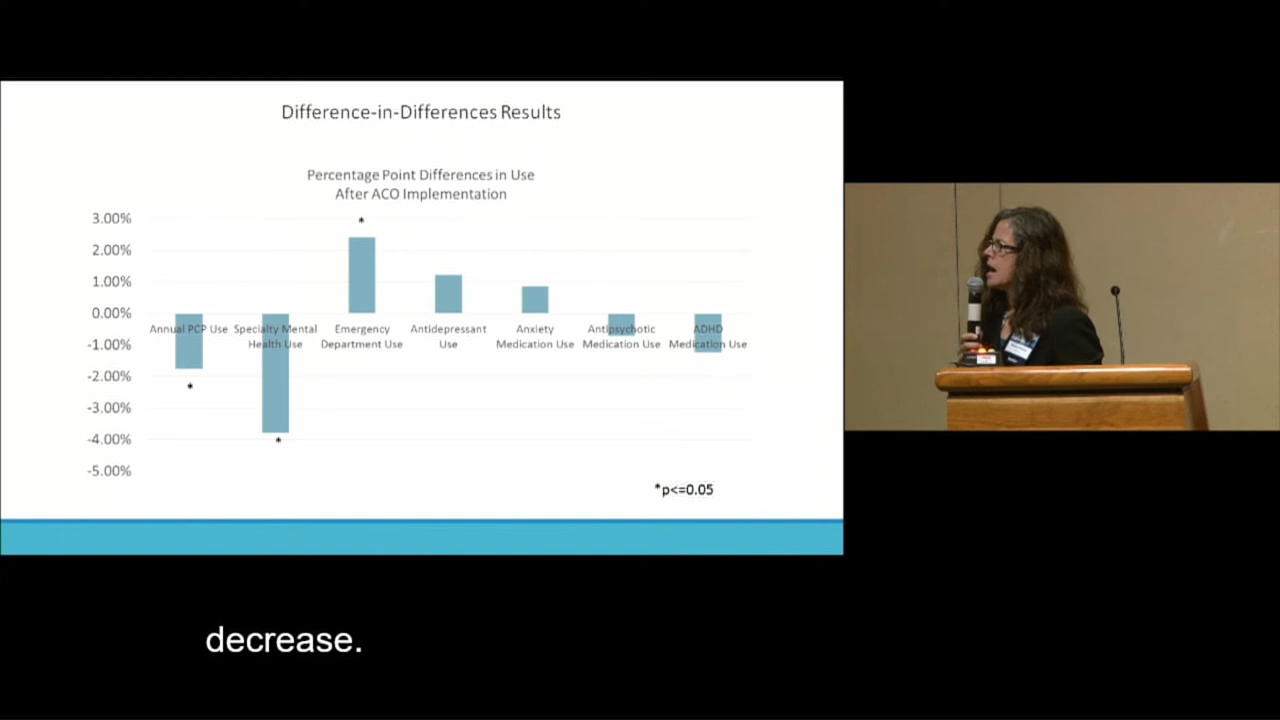 Difference-in-Differences Results
Percentage Point Differences in Use
After ACO Implementation
3.00%
2.00%
1.00%
0.00%
-1.00%
-2.00%
-3.00%
-4.00%
-5.00%
*
*
*
Annual PCP Use
Specialty Mental
Health Use
Emergency
Department Use
Antidepressant
Use
Anxiety
Medication Use
Antipsychotic
Medication Use
ADHD
Medication Use
*p<=0.05
decrease.